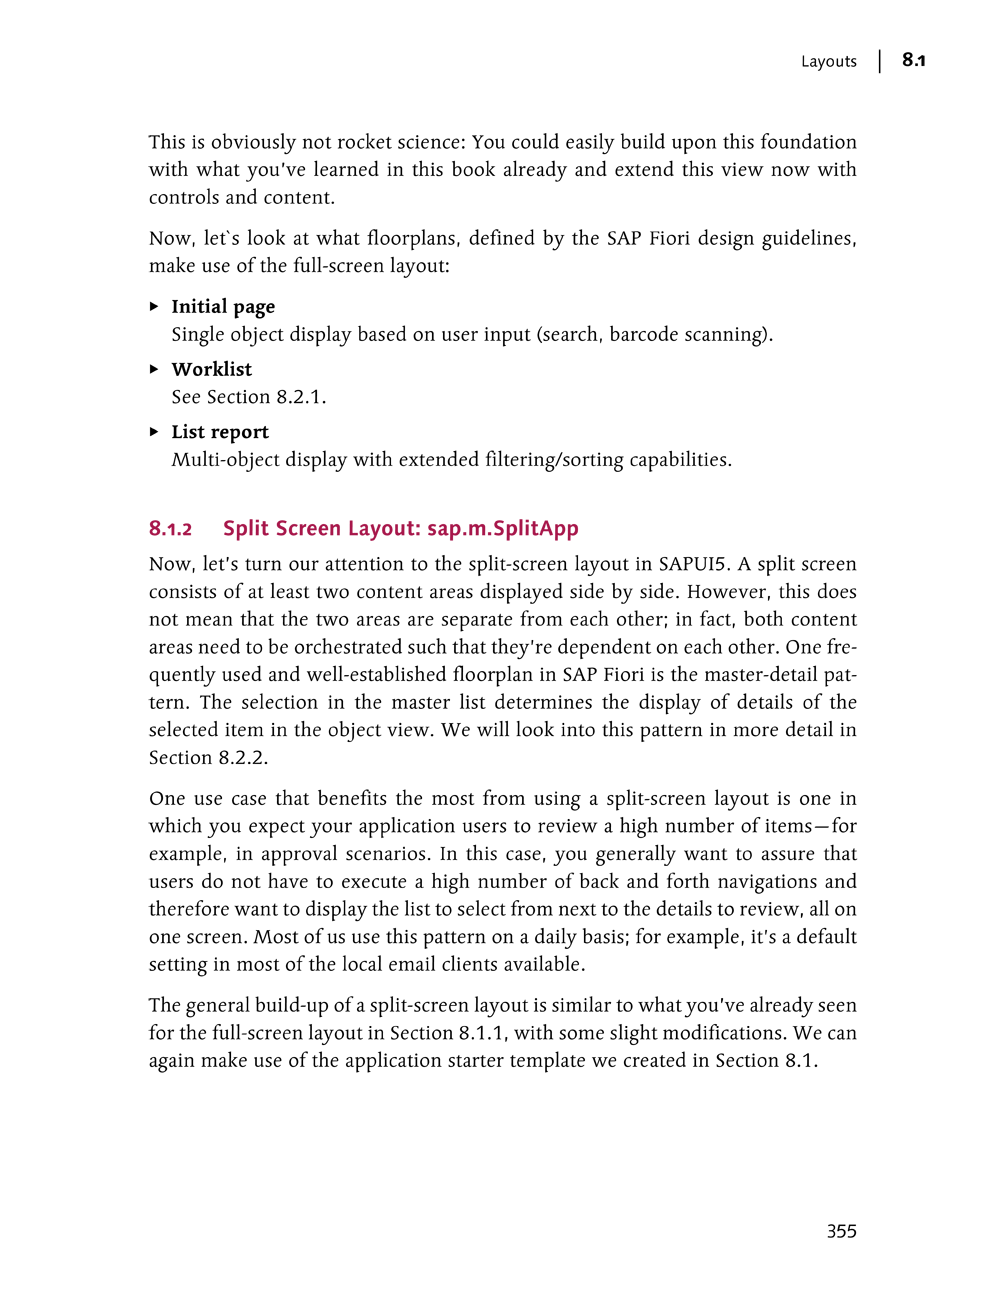 Layouts | 8.1
This is obviously not rocket science: You could easily build upon this foundation
with what you've learned in this book already and extend this view now with
controls and content.
Now, let`s look at what floorplans, defined by the SAP Fiori design guidelines,
make use of the full-screen layout:
▸ Initial page
Single object display based on user input (search, barcode scanning).
▸ Worklist
See Section 8.2.1.
▸ List report
Multi-object display with extended filtering/sorting capabilities.
8.1.2 Split Screen Layout: sap.m.SplitApp
Now, let's turn our attention to the split-screen layout in SAPUI5. A split screen
consists of at least two content areas displayed side by side. However, this does
not mean that the two areas are separate from each other; in fact, both content
areas need to be orchestrated such that they're dependent on each other. One fre-
quently used and well-established floorplan in SAP Fiori is the master-detail pat-
tern. The selection in the master list determines the display of details of the
selected item in the object view. We will look into this pattern in more detail in
Section 8.2.2.
One use case that benefits the most from using a split-screen layout is one in
which you expect your application users to review a high number of items—for
example, in approval scenarios. In this case, you generally want to assure that
users do not have to execute a high number of back and forth navigations and
therefore want to display the list to select from next to the details to review, all on
one screen. Most of us use this pattern on a daily basis; for example, it's a default
setting in most of the local email clients available.
The general build-up of a split-screen layout is similar to what you've already seen
for the full-screen layout in Section 8.1.1, with some slight modifications. We can
again make use of the application starter template we created in Section 8.1.
355